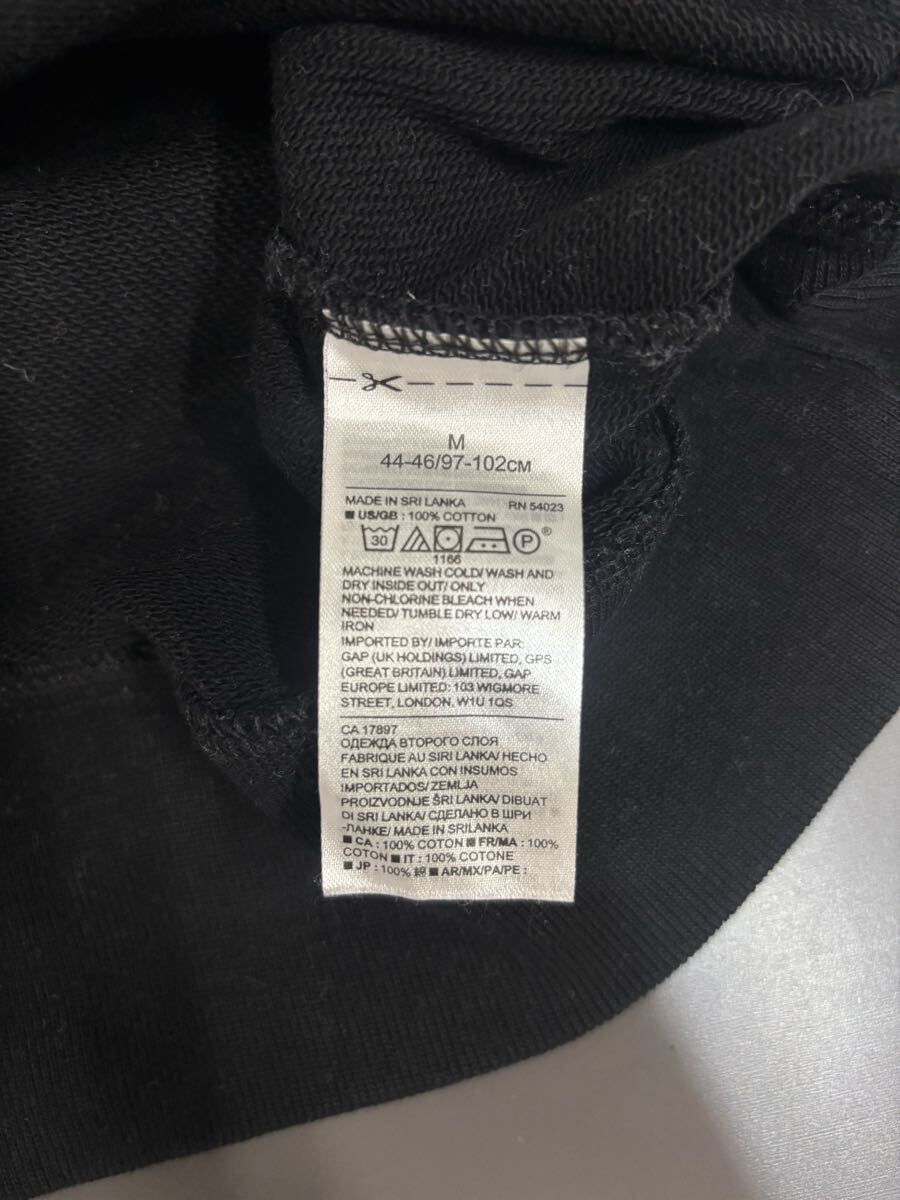 M
44-46/97-102CM
MADE IN SRI LANKA RN 54023
■ US/GB : 100% COTTON
30 P ®
1166
MACHINE WASH COLD/ WASH AND
DRY INSIDE OUT/ ONLY
NON-CHLORINE BLEACH WHEN
NEEDED/ TUMBLE DRY LOW/ WARM
IRON
IMPORTED BY/ IMPORTE PAR:
GAP (UK HOLDINGS) LIMITED, GPS
(GREAT BRITAIN) LIMITED, GAP
EUROPE LIMITED: 103 WIGMORE
STREET, LONDON. W1U 1QS
CA 17897
ОДЕЖДА ВТОРОГО СЛОЯ
FABRIQUE AU SIRI LANKA/ HECHO
EN SRI LANKA CON INSUMOS
IMPORTADOS/ ZEMLJA
PROIZVODNJE ŠRI LANKA/ DIBUAT
DI SRI LANKA/ СДЕЛАНО В ШРИ
-ЛАНКЕ/ MADE IN SRILANKA
■ CA : 100% COTON ■ FR/MA : 100%
COTON ■ IT : 100% COTONE
■ JP : 100% 綿 ■ AR/MX/PA/PE :